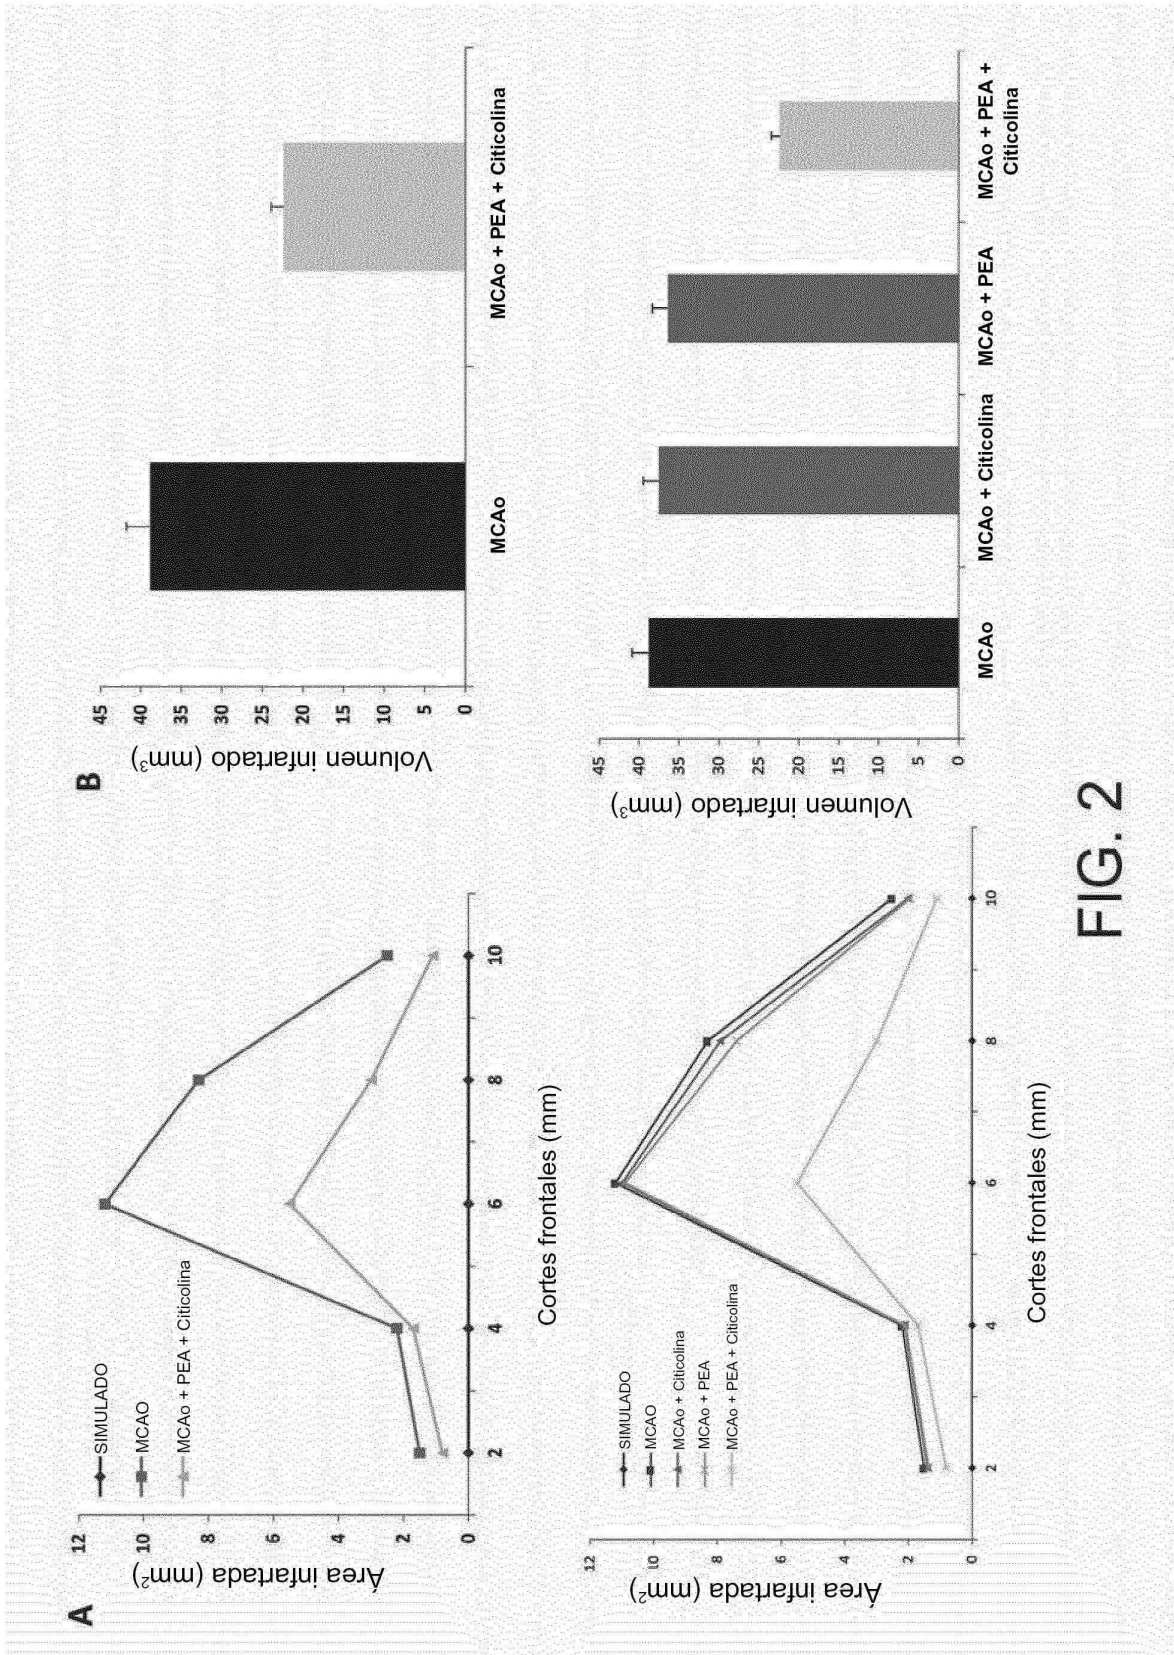 A
Área infartada (mm²)
12
10
8
6
4
2
0
SIMULADO
MCAO
MCAo + PEA + Citicolina
2
4
6
8
10
Cortes frontales (mm)
B
Volumen infartado (mm³)
45
40
35
30
25
20
15
10
5
0
MCAo
MCAo + PEA + Citicolina
Área infartada (mm²)
12
10
8
6
4
2
0
SIMULADO
MCAO
MCAo + Citicolina
MCAo + PEA
MCAo + PEA + Citicolina
2
4
6
8
10
Cortes frontales (mm)
Volumen infartado (mm³)
45
40
35
30
25
20
15
10
5
0
MCAo
MCAo + Citicolina
MCAo + PEA
MCAo + PEA +
Citicolina
FIG. 2